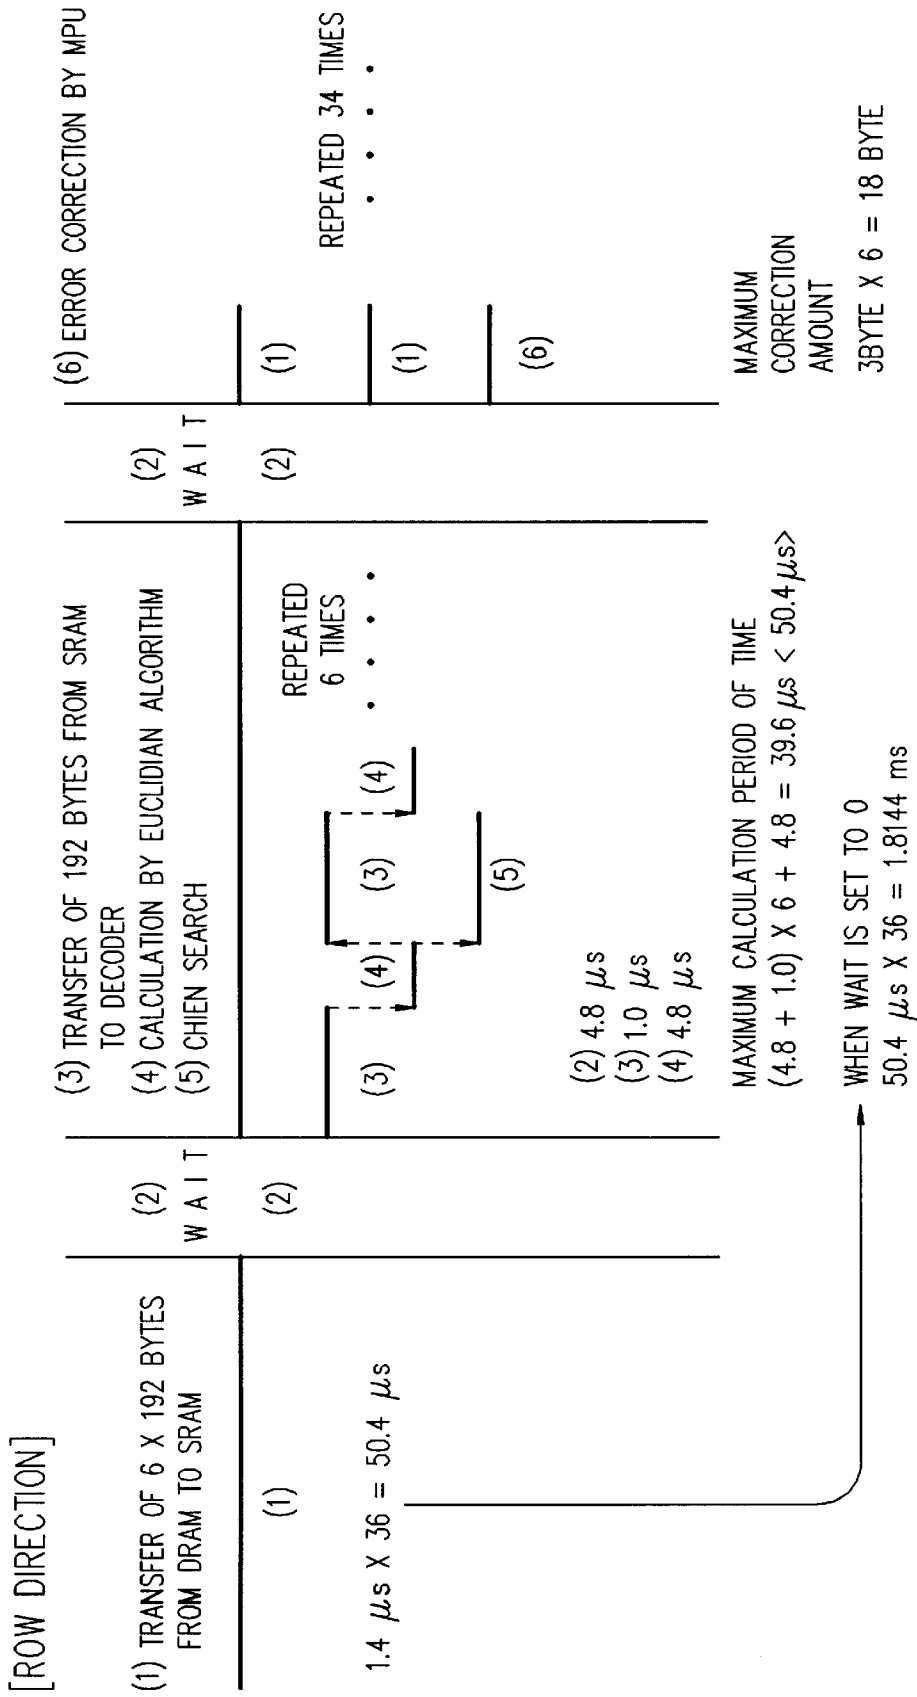 [ROW DIRECTION]
(1) TRANSFER OF 6 X 192 BYTES
FROM DRAM TO SRAM
(2)
WAIT
(3) TRANSFER OF 192 BYTES FROM SRAM
TO DECODER
(4) CALCULATION BY EUCLIDIAN ALGORITHM
(5) CHIEN SEARCH
(2)
WAIT
(6) ERROR CORRECTION BY MPU
(1)
(2)
(2)
(1)
REPEATED
6 TIMES
REPEATED 34 TIMES
(3)
(4)
(3)
(4)
(1)
(5)
(6)
1.4 μs X 36 = 50.4 μs
(2) 4.8 μs
(3) 1.0 μs
(4) 4.8 μs
MAXIMUM CALCULATION PERIOD OF TIME
(4.8 + 1.0) X 6 + 4.8 = 39.6 μs < 50.4 μs>
WHEN WAIT IS SET TO 0
50.4 μs X 36 = 1.8144 ms
MAXIMUM
CORRECTION
AMOUNT
3BYTE X 6 = 18 BYTE